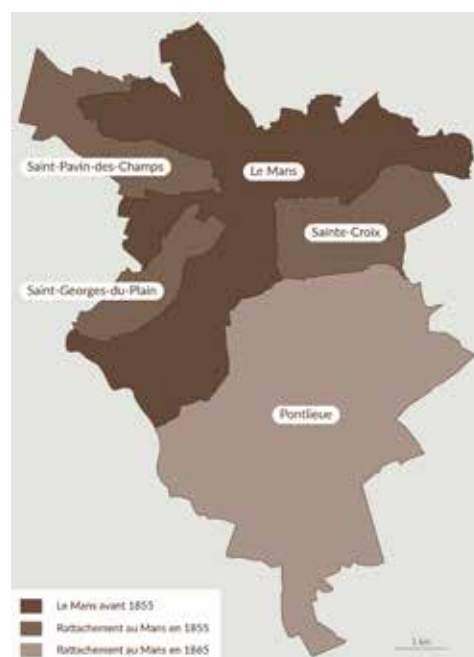 Saint-Pavin-des-Champs
Le Mans
Sainte-Croix
Saint-Georges-du-Plain
Pontlieue
Le Mans avant 1855
Rattachement au Mans en 1855
Rattachement au Mans en 1865
1 km